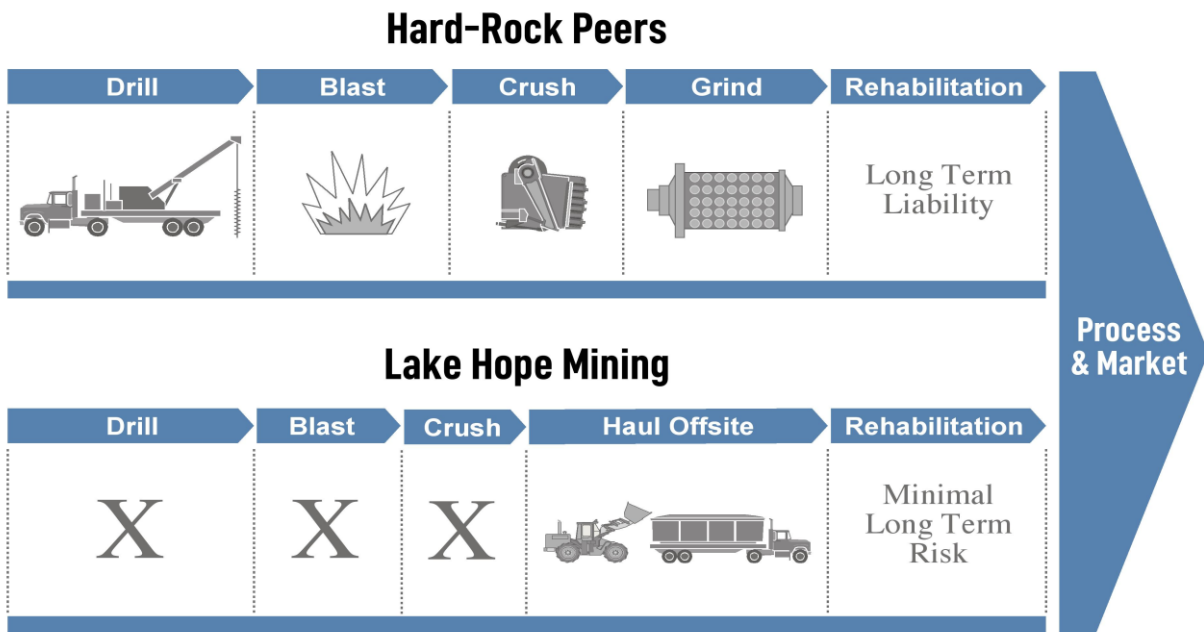 Hard-Rock Peers
Drill
Blast
Crush
Grind
Rehabilitation
Long Term
Liability
Process
& Market
Lake Hope Mining
Drill
Blast
Crush
Haul Offsite
Rehabilitation
X
X
X
Minimal
Long Term
Risk